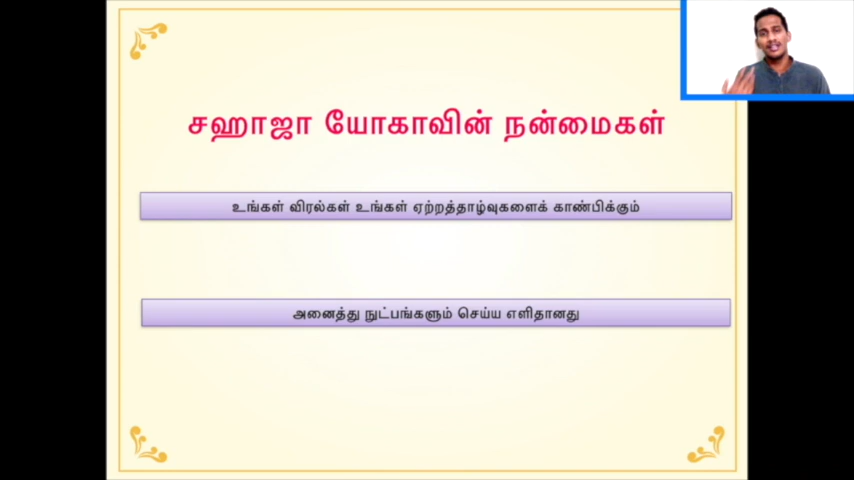 சஹாஜா யோகாவின் நன்மைகள்
உங்கள் விரல்கள் உங்கள் ஏற்றத்தாழ்வுகளைக் காண்பிக்கும்
அனைத்து நுட்பங்களும் செய்ய எளிதானது